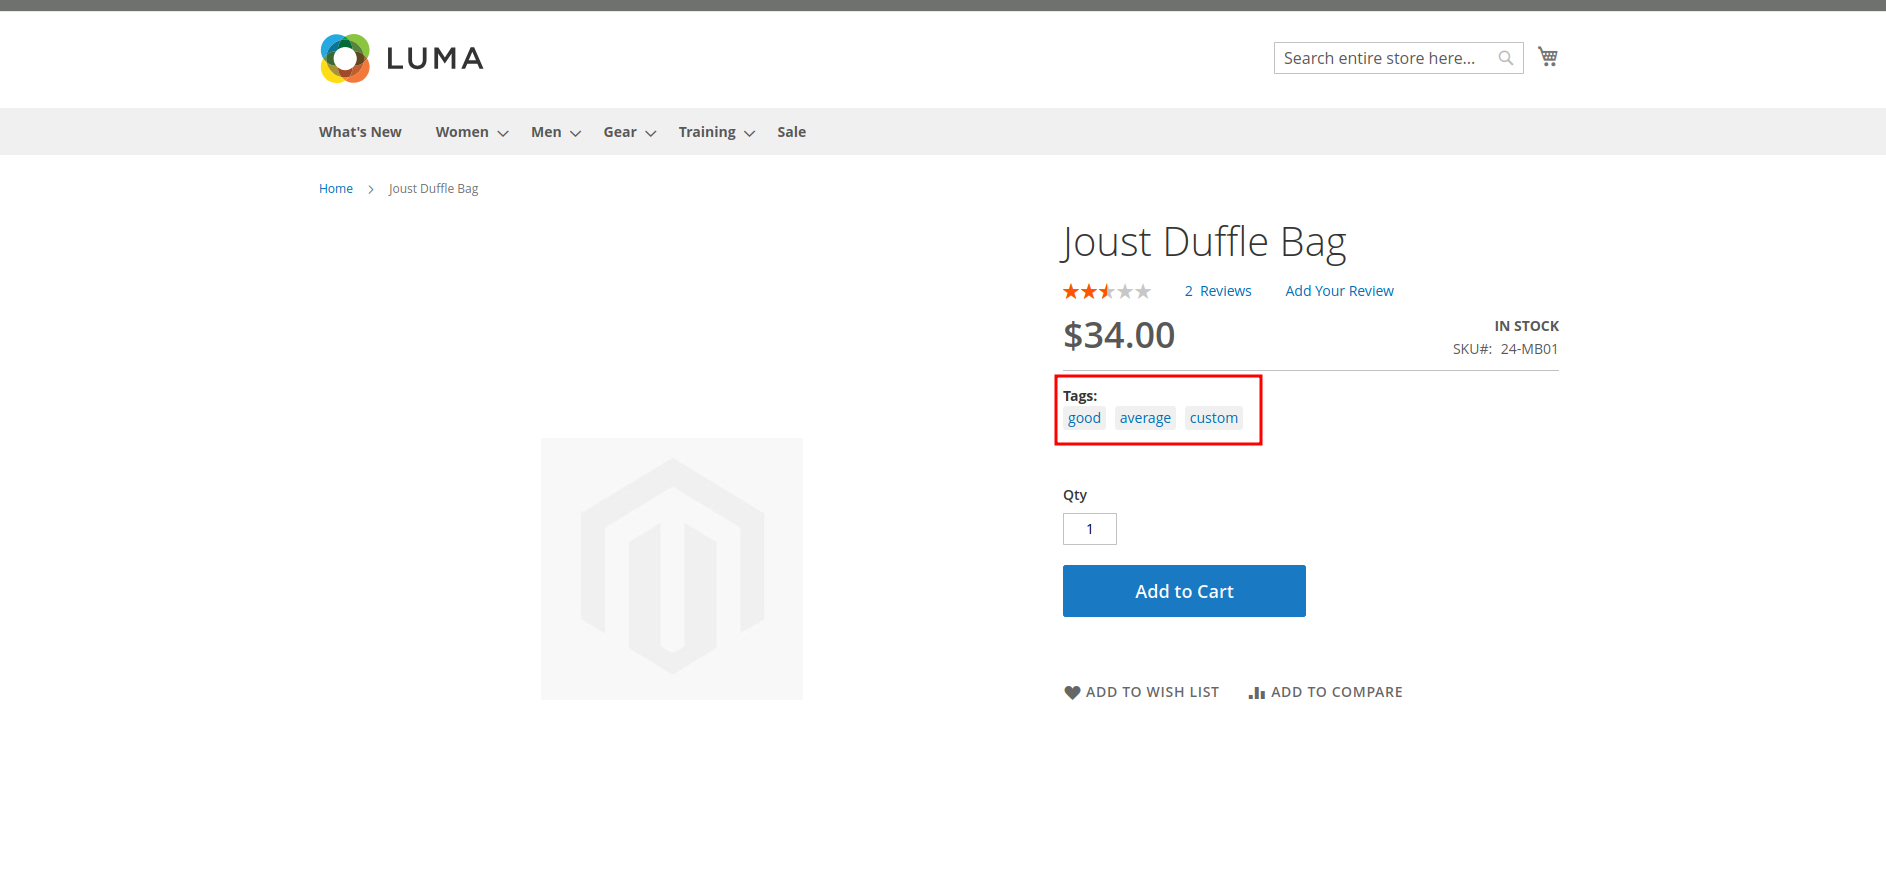 LUMA
Search entire store here...
What's New Women Men Gear Training Sale
Home Joust Duffle Bag
Joust Duffle Bag
2 Reviews Add Your Review
$34.00
IN STOCK
SKU#: 24-MB01
Tags:
good average custom
Qty
1
Add to Cart
ADD TO WISH LIST ADD TO COMPARE